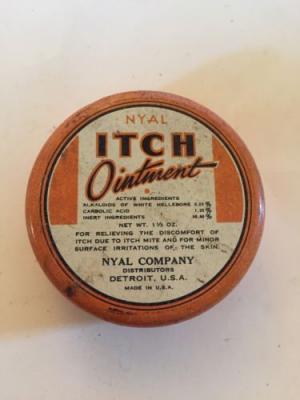 NYAL
ITCH
Ointment
ACTIVE INGREDIENTS
ALKALOIDS OF WHITE HELLEBORE
CARBOLIC ACID
INERT INGREDIENTS
NET WT. 1½ OZ.
FOR RELIEVING THE DISCOMFORT OF
ITCH DUE TO ITCH MITE AND FOR MINOR
SURFACE IRRITATIONS OF THE SKIN.
NYAL COMPANY
DISTRIBUTORS
DETROIT, U.S.A.
MADE IN U.S.A.